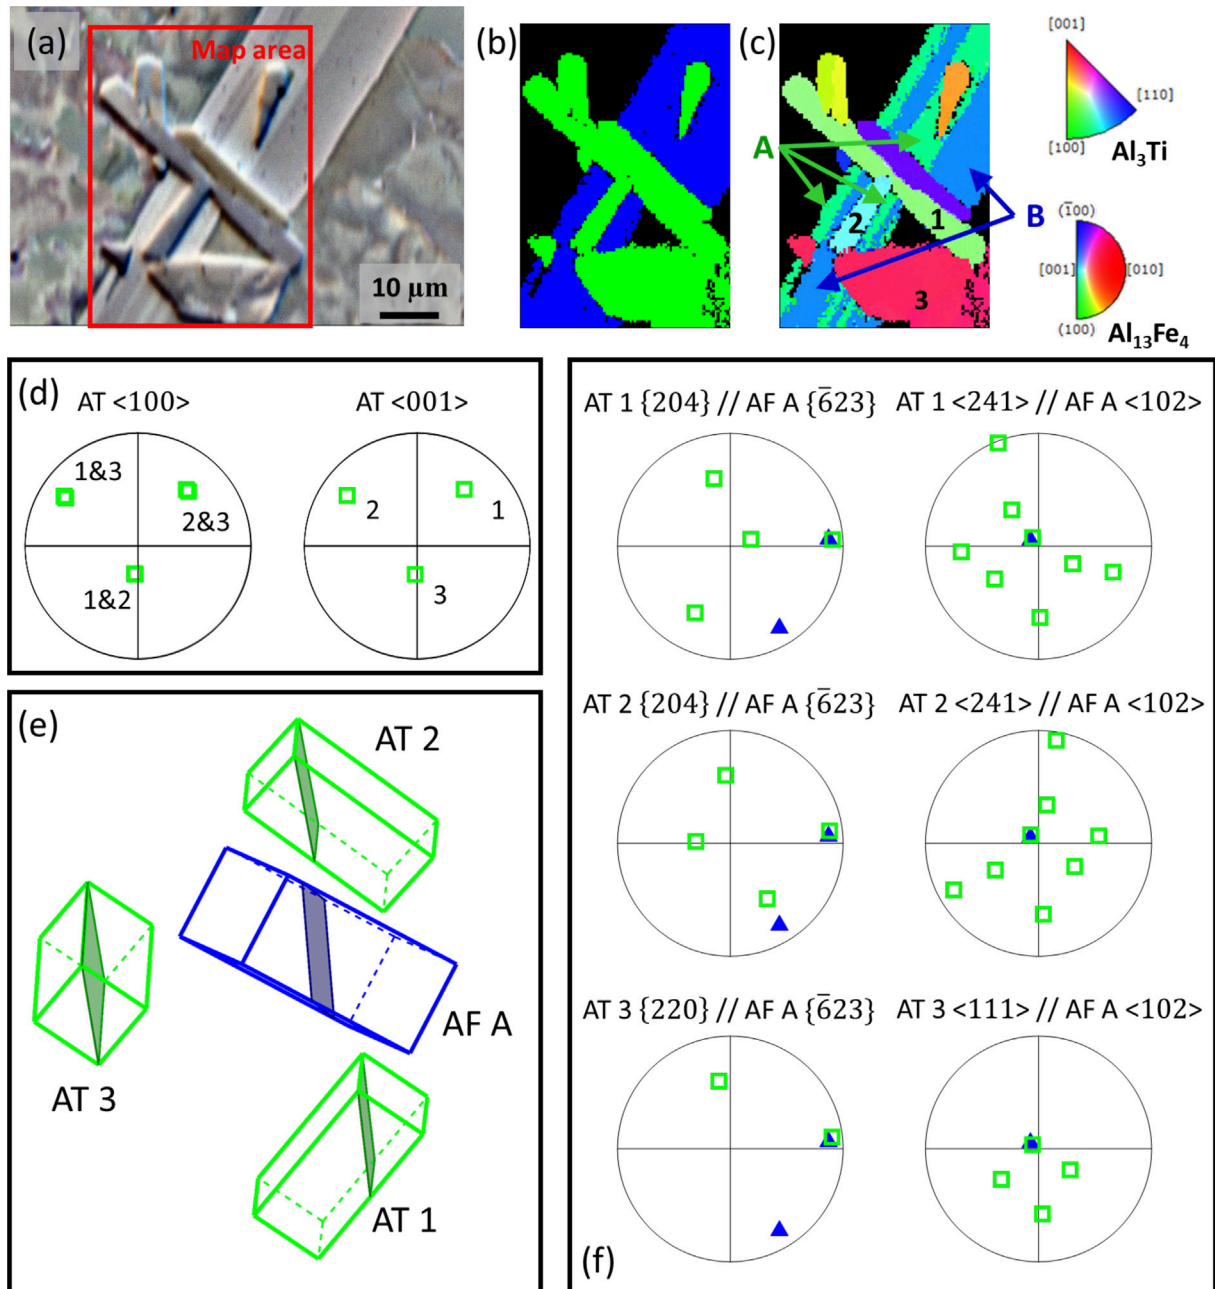 (a)
Map area
10 μm
(b)
(c)
A
B
1
2
3
[001]
[110]
[100]
Al₃Ti
(1̅00)
[001]
[010]
(100)
Al₁₃Fe₄
(d)
AT <100>
AT <001>
1&3
2&3
1&2
2
1
3
(e)
AT 2
AF A
AT 3
AT 1
AT 1 {204} // AF A {6̅23}
AT 1 <241> // AF A <102>
AT 2 {204} // AF A {6̅23}
AT 2 <241> // AF A <102>
AT 3 {220} // AF A {6̅23}
AT 3 <111> // AF A <102>
(f)